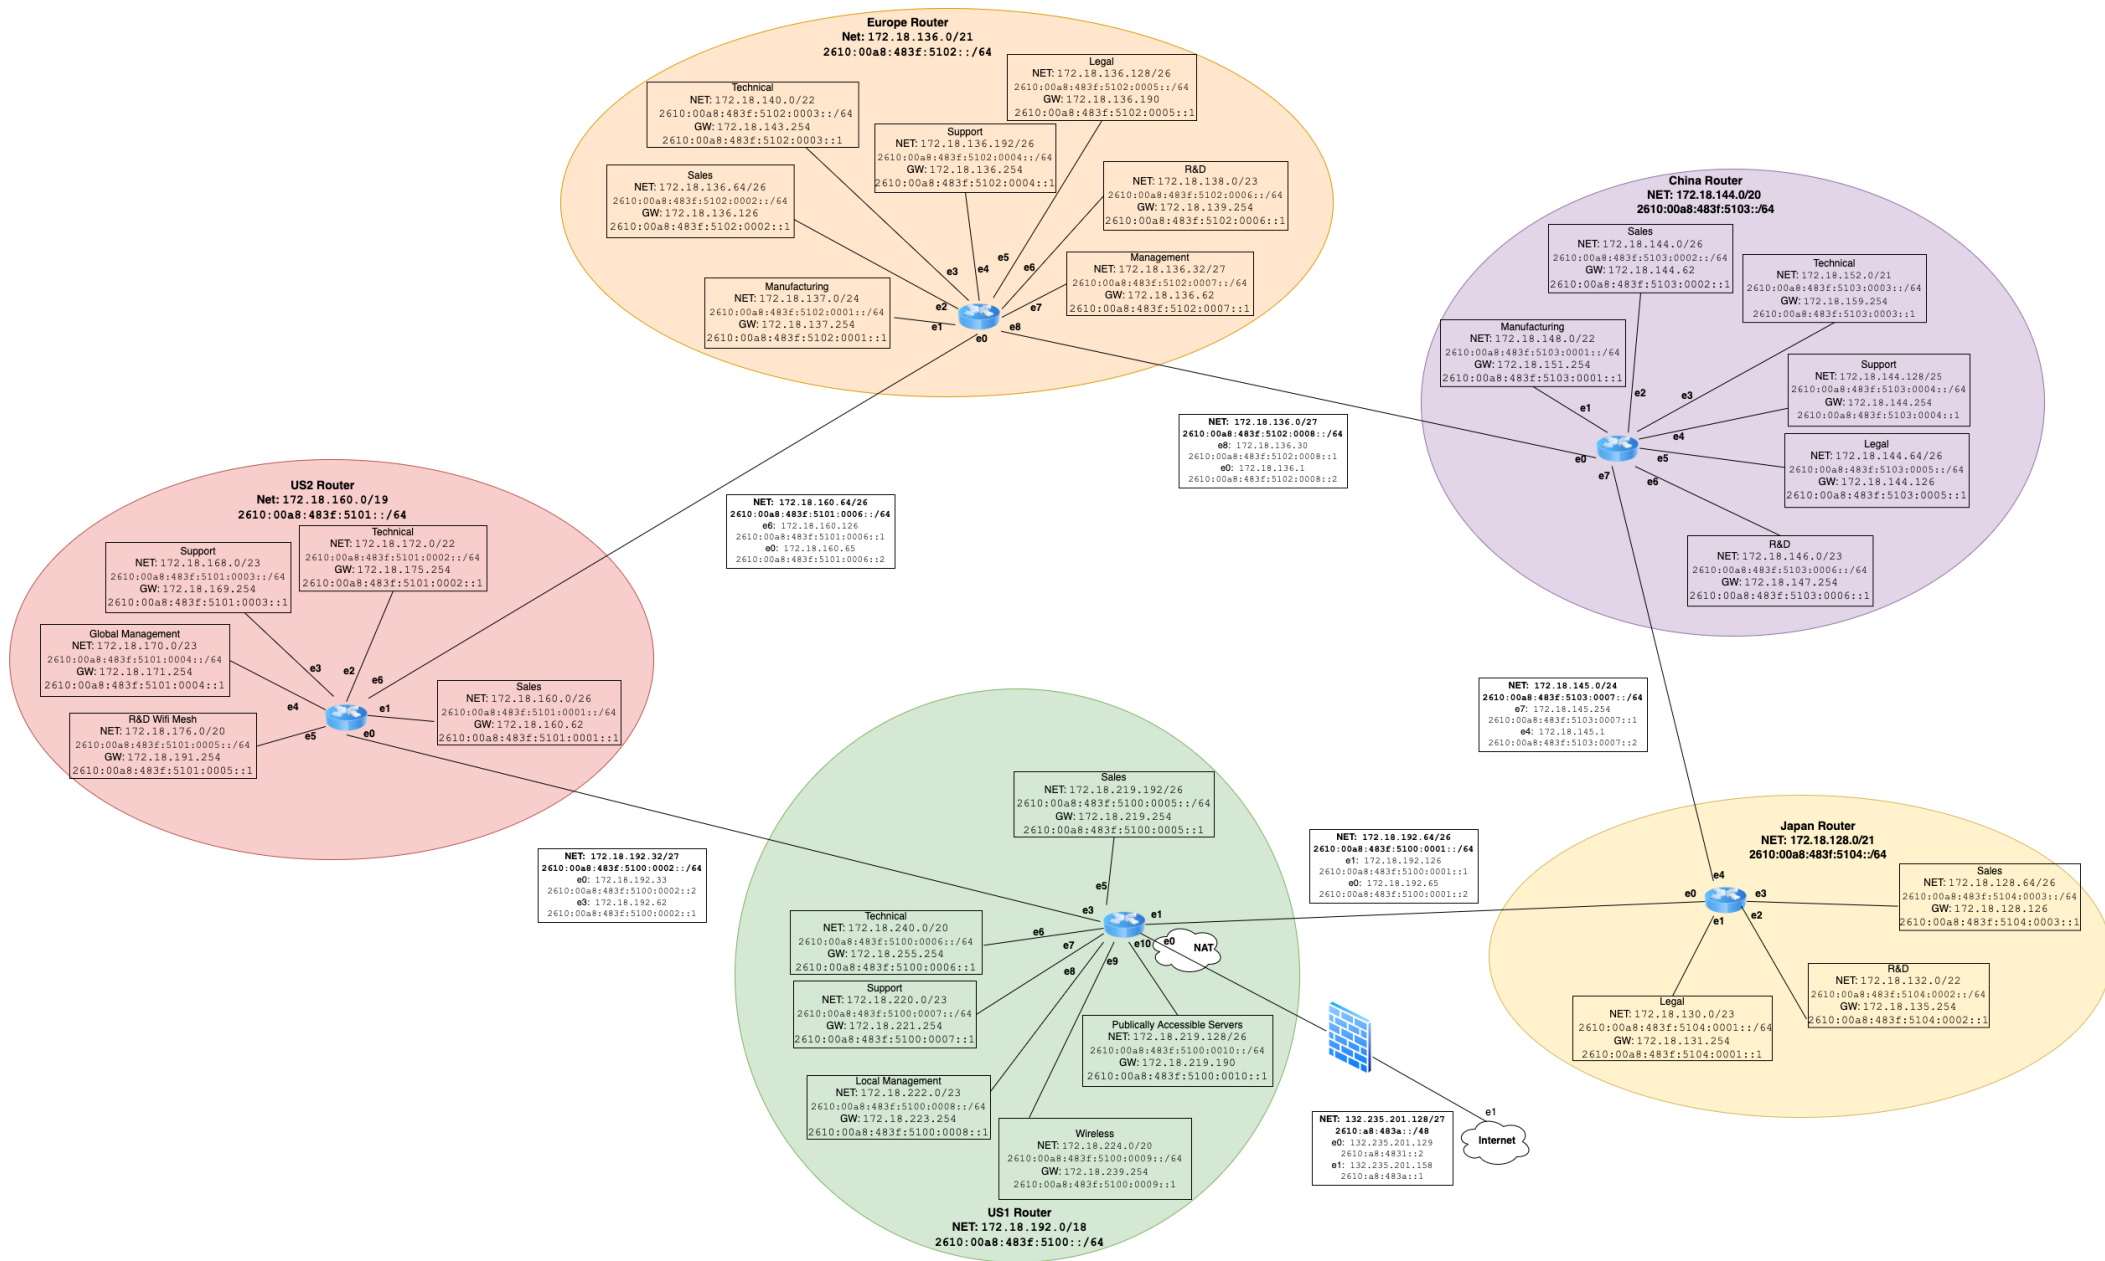 Europe Router
Net: 172.18.136.0/21
2610:00a8:483f:5102::/64
Technical
NET: 172.18.140.0/22
2610:00a8:483f:5102:0003::/64
GW: 172.18.143.254
2610:00a8:483f:5102:0003::1
Legal
NET: 172.18.136.128/26
2610:00a8:483f:5102:0005::/64
GW: 172.18.136.190
2610:00a8:483f:5102:0005::1
Support
NET: 172.18.136.192/26
2610:00a8:483f:5102:0004::/64
GW: 172.18.136.254
2610:00a8:483f:5102:0004::1
Sales
NET: 172.18.136.64/26
2610:00a8:483f:5102:0002::/64
GW: 172.18.136.126
2610:00a8:483f:5102:0002::1
R&D
NET: 172.18.138.0/23
2610:00a8:483f:5102:0006::/64
GW: 172.18.139.254
2610:00a8:483f:5102:0006::1
Manufacturing
NET: 172.18.137.0/24
2610:00a8:483f:5102:0001::/64
GW: 172.18.137.254
2610:00a8:483f:5102:0001::1
Management
NET: 172.18.136.32/27
2610:00a8:483f:5102:0007::/64
GW: 172.18.136.62
2610:00a8:483f:5102:0007::1
e3
e4
e5
e6
e2
e7
e1
e8
e0
China Router
NET: 172.18.144.0/20
2610:00a8:483f:5103::/64
Sales
NET: 172.18.144.0/26
2610:00a8:483f:5103:0002::/64
GW: 172.18.144.62
2610:00a8:483f:5103:0002::1
Technical
NET: 172.18.152.0/21
2610:00a8:483f:5103:0003::/64
GW: 172.18.159.254
2610:00a8:483f:5103:0003::1
Manufacturing
NET: 172.18.148.0/22
2610:00a8:483f:5103:0001::/64
GW: 172.18.151.254
2610:00a8:483f:5103:0001::1
Support
NET: 172.18.144.128/25
2610:00a8:483f:5103:0004::/64
GW: 172.18.144.254
2610:00a8:483f:5103:0004::1
Legal
NET: 172.18.144.64/26
2610:00a8:483f:5103:0005::/64
GW: 172.18.144.126
2610:00a8:483f:5103:0005::1
R&D
NET: 172.18.146.0/23
2610:00a8:483f:5103:0006::/64
GW: 172.18.147.254
2610:00a8:483f:5103:0006::1
e1
e2
e3
e4
e0
e5
e7
e6
NET: 172.18.136.0/27
2610:00a8:483f:5102:0008::/64
e8: 172.18.136.30
2610:00a8:483f:5102:0008::1
e0: 172.18.136.1
2610:00a8:483f:5102:0008::2
NET: 172.18.160.64/26
2610:00a8:483f:5101:0006::/64
e6: 172.18.160.126
2610:00a8:483f:5101:0006::1
e0: 172.18.160.65
2610:00a8:483f:5101:0006::2
US2 Router
Net: 172.18.160.0/19
2610:00a8:483f:5101::/64
Technical
NET: 172.18.172.0/22
2610:00a8:483f:5101:0002::/64
GW: 172.18.175.254
2610:00a8:483f:5101:0002::1
Support
NET: 172.18.168.0/23
2610:00a8:483f:5101:0003::/64
GW: 172.18.169.254
2610:00a8:483f:5101:0003::1
Global Management
NET: 172.18.170.0/23
2610:00a8:483f:5101:0004::/64
GW: 172.18.171.254
2610:00a8:483f:5101:0004::1
Sales
NET: 172.18.160.0/26
2610:00a8:483f:5101:0001::/64
GW: 172.18.160.62
2610:00a8:483f:5101:0001::1
R&D Wifi Mesh
NET: 172.18.176.0/20
2610:00a8:483f:5101:0005::/64
GW: 172.18.191.254
2610:00a8:483f:5101:0005::1
e3
e2
e6
e4
e1
e5
e0
NET: 172.18.145.0/24
2610:00a8:483f:5103:0007::/64
e7: 172.18.145.254
2610:00a8:483f:5103:0007::1
e4: 172.18.145.1
2610:00a8:483f:5103:0007::2
NET: 172.18.192.32/27
2610:00a8:483f:5100:0002::/64
e0: 172.18.192.33
2610:00a8:483f:5100:0002::2
e3: 172.18.192.62
2610:00a8:483f:5100:0002::1
NET: 172.18.192.64/26
2610:00a8:483f:5100:0001::/64
e1: 172.18.192.126
2610:00a8:483f:5100:0001::1
e0: 172.18.192.65
2610:00a8:483f:5100:0001::2
Sales
NET: 172.18.219.192/26
2610:00a8:483f:5100:0005::/64
GW: 172.18.219.254
2610:00a8:483f:5100:0005::1
Technical
NET: 172.18.240.0/20
2610:00a8:483f:5100:0006::/64
GW: 172.18.255.254
2610:00a8:483f:5100:0006::1
Support
NET: 172.18.220.0/23
2610:00a8:483f:5100:0007::/64
GW: 172.18.221.254
2610:00a8:483f:5100:0007::1
Publically Accessible Servers
NET: 172.18.219.128/26
2610:00a8:483f:5100:0010::/64
GW: 172.18.219.190
2610:00a8:483f:5100:0010::1
Local Management
NET: 172.18.222.0/23
2610:00a8:483f:5100:0008::/64
GW: 172.18.223.254
2610:00a8:483f:5100:0008::1
Wireless
NET: 172.18.224.0/20
2610:00a8:483f:5100:0009::/64
GW: 172.18.239.254
2610:00a8:483f:5100:0009::1
e5
e3
e1
e6
e7
e10
e0
NAT
e8
e9
US1 Router
NET: 172.18.192.0/18
2610:00a8:483f:5100::/64
Japan Router
NET: 172.18.128.0/21
2610:00a8:483f:5104::/64
Sales
NET: 172.18.128.64/26
2610:00a8:483f:5104:0003::/64
GW: 172.18.128.126
2610:00a8:483f:5104:0003::1
R&D
NET: 172.18.132.0/22
2610:00a8:483f:5104:0002::/64
GW: 172.18.135.254
2610:00a8:483f:5104:0002::1
Legal
NET: 172.18.130.0/23
2610:00a8:483f:5104:0001::/64
GW: 172.18.131.254
2610:00a8:483f:5104:0001::1
e4
e0
e3
e1
e2
NET: 132.235.201.128/27
2610:a8:483a::/48
e0: 132.235.201.129
2610:a8:4831::2
e1: 132.235.201.158
2610:a8:483a::1
e1
Internet